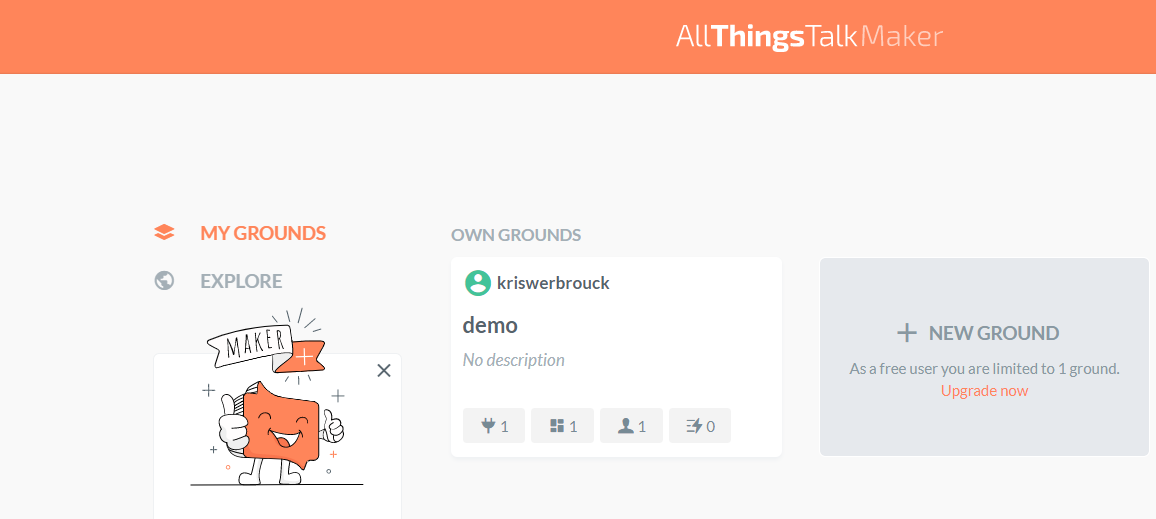 AllThingsTalkMaker
MY GROUNDS
EXPLORE
MAKER
OWN GROUNDS
kriswerbrouck
demo
No description
1
1
1
0
NEW GROUND
As a free user you are limited to 1 ground.
Upgrade now